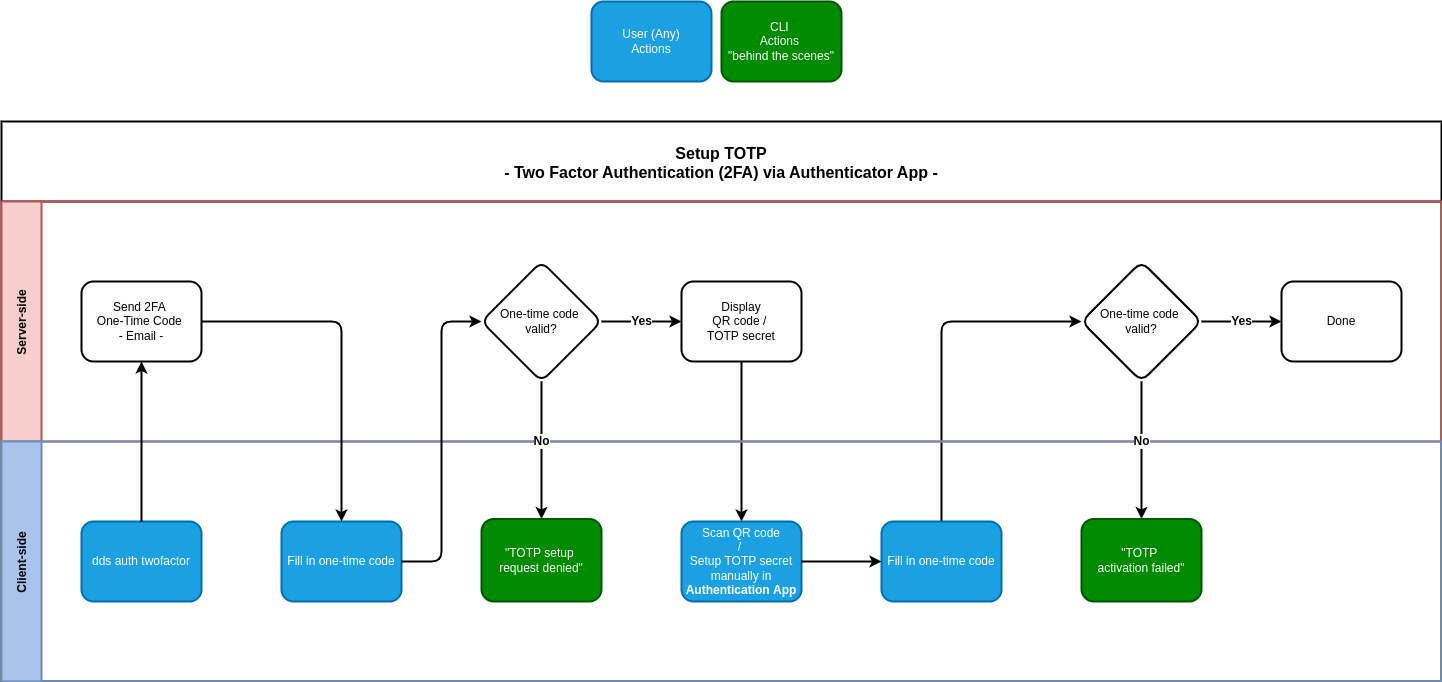 User (Any)
Actions
CLI
Actions
"behind the scenes"
Setup TOTP
- Two Factor Authentication (2FA) via Authenticator App -
Server-side
Send 2FA
One-Time Code
- Email -
One-time code
valid?
Yes
Display
QR code /
TOTP secret
One-time code
valid?
Yes
Done
No
No
Client-side
dds auth twofactor
Fill in one-time code
"TOTP setup
request denied"
Scan QR code
/
Setup TOTP secret
manually in
Authentication App
Fill in one-time code
"TOTP
activation failed"